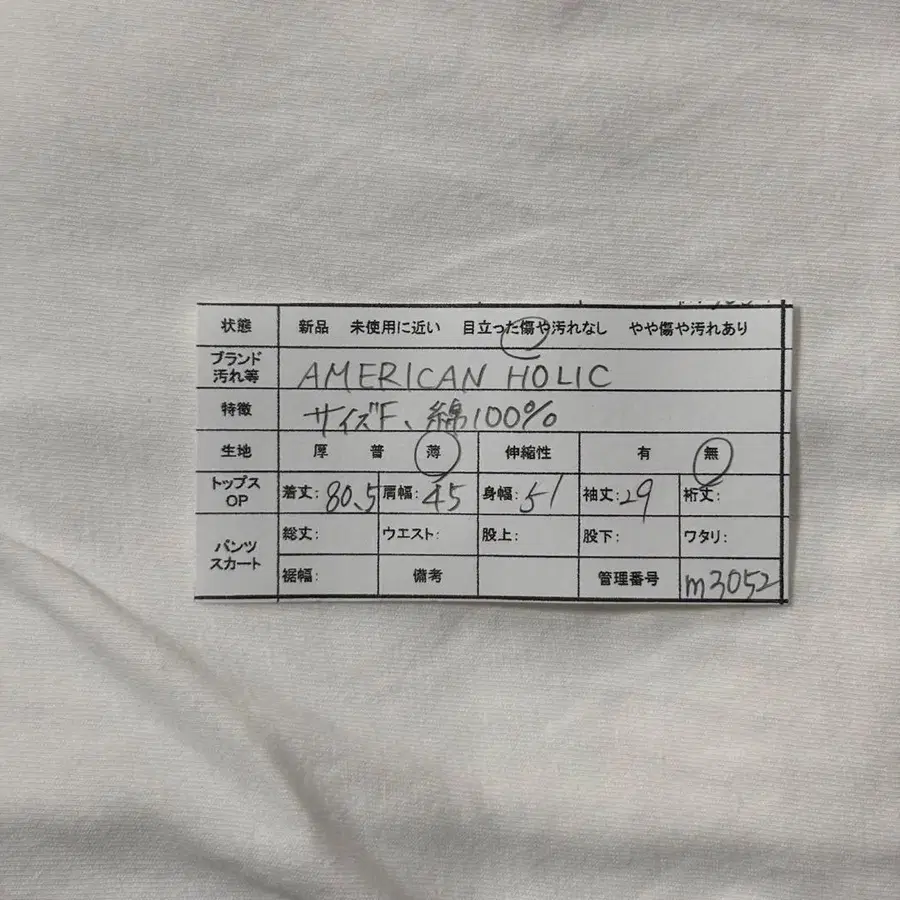 状態 新品 未使用に近い 目立った傷や汚れなし やや傷や汚れあり
ブランド
汚れ等 AMERICAN HOLIC
特徴 サイズF、綿100%
生地 厚 普 薄 伸縮性 有 無
トップス
OP 着丈: 80.5 肩幅: 45 身幅: 51 袖丈: 29 裄丈:
パンツ
スカート 総丈: ウエスト: 股上: 股下: ワタリ:
裾幅: 備考 管理番号 m3052